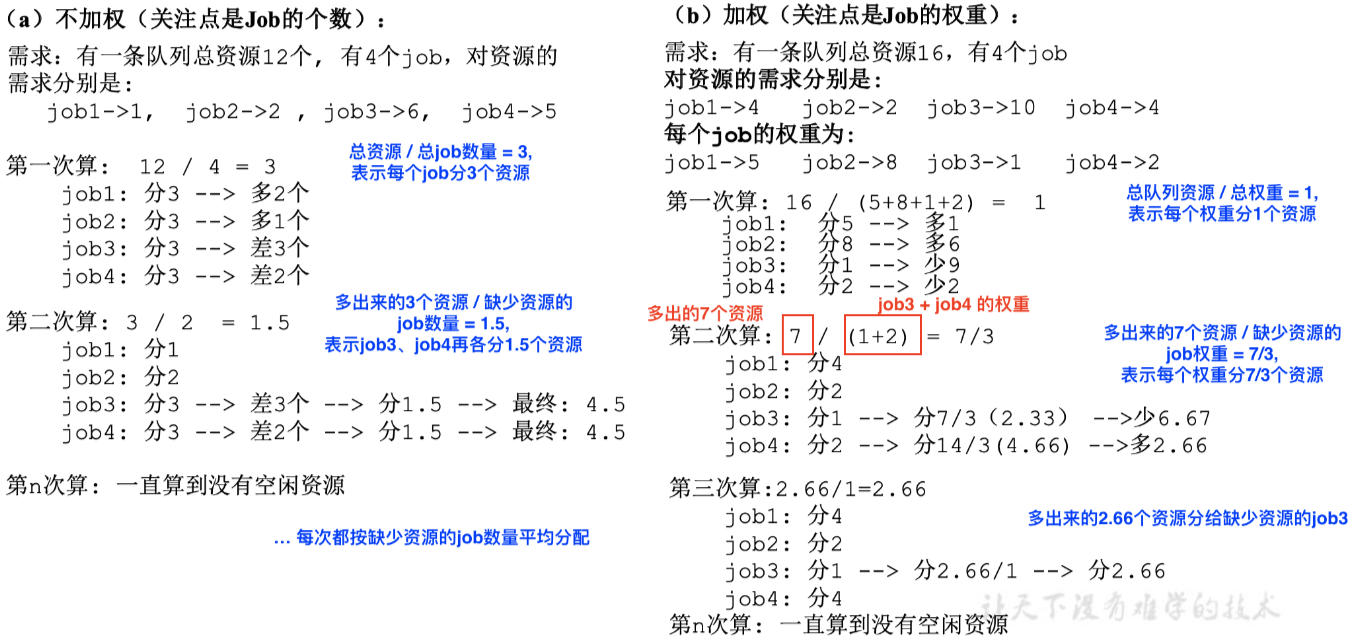 （a）不加权（关注点是Job的个数）：
需求: 有一条队列总资源12个, 有4个job，对资源的
需求分别是:
job1->1, job2->2 , job3->6, job4->5
第一次算: 12 / 4 = 3
总资源 / 总job数量 = 3,
表示每个job分3个资源
job1: 分3 --> 多2个
job2: 分3 --> 多1个
job3: 分3 --> 差3个
job4: 分3 --> 差2个
多出来的3个资源 / 缺少资源的
job数量 = 1.5,
表示job3、job4再各分1.5个资源
第二次算: 3 / 2 = 1.5
job1: 分1
job2: 分2
job3: 分3 --> 差3个 --> 分1.5 --> 最终: 4.5
job4: 分3 --> 差2个 --> 分1.5 --> 最终: 4.5
第n次算: 一直算到没有空闲资源
... 每次都按缺少资源的job数量平均分配
（b）加权（关注点是Job的权重）：
需求: 有一条队列总资源16，有4个job
对资源的需求分别是:
job1->4 job2->2 job3->10 job4->4
每个job的权重为:
job1->5 job2->8 job3->1 job4->2
第一次算: 16 / (5+8+1+2) = 1
总队列资源 / 总权重 = 1,
表示每个权重分1个资源
job1: 分5 --> 多1
job2: 分8 --> 多6
job3: 分1 --> 少9
job4: 分2 --> 少2
多出的7个资源
job3 + job4 的权重
第二次算: 7 / (1+2) = 7/3
多出来的7个资源 / 缺少资源的
job权重 = 7/3,
表示每个权重分7/3个资源
job1: 分4
job2: 分2
job3: 分1 --> 分7/3（2.33） -->少6.67
job4: 分2 --> 分14/3(4.66) -->多2.66
第三次算:2.66/1=2.66
多出来的2.66个资源分给缺少资源的job3
job1: 分4
job2: 分2
job3: 分1 --> 分2.66/1 --> 分2.66
job4: 分4
第n次算: 一直算到没有空闲资源
让天下没有难学的技术